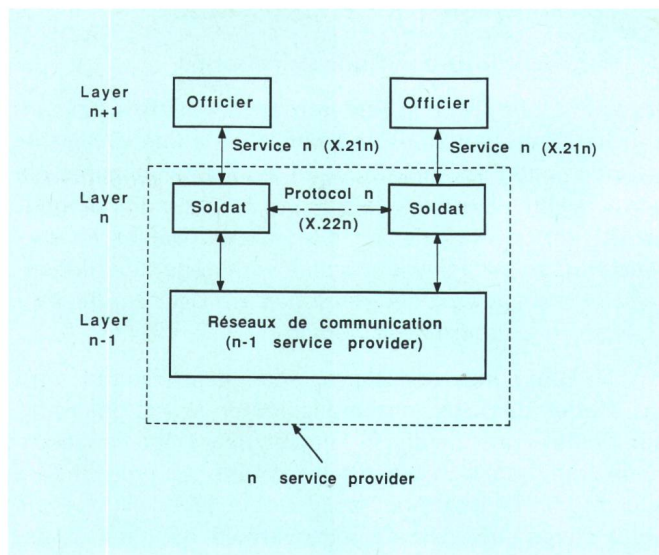 Layer
n+1
Officier
Officier
Service n (X.21n)
Service n (X.21n)
Layer
n
Soldat
Protocol n
(X.22n)
Soldat
Layer
n-1
Réseaux de communication
(n-1 service provider)
n service provider